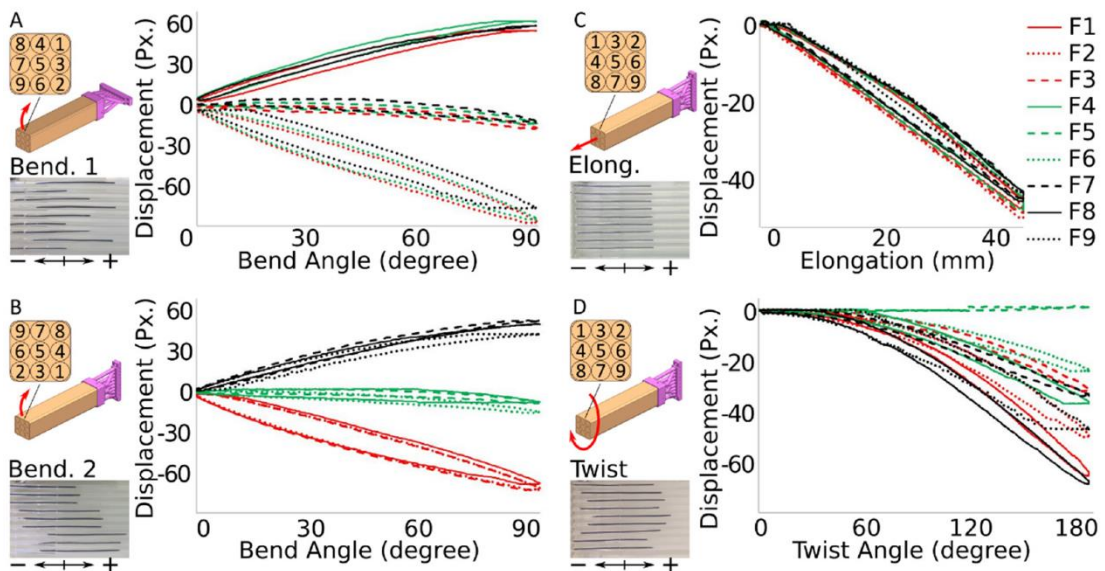 A
8 4 1
7 5 3
9 6 2
Bend. 1
− +
Displacement (Px.)
60
30
0
-30
-60
0 30 60 90
Bend Angle (degree)
C
1 3 2
4 5 6
8 7 9
Elong.
− +
Displacement (Px.)
0
-20
-40
0 20 40
Elongation (mm)
F1
F2
F3
F4
F5
F6
F7
F8
F9
B
9 7 8
6 5 4
2 3 1
Bend. 2
− +
Displacement (Px.)
60
30
0
-30
-60
0 30 60 90
Bend Angle (degree)
D
1 3 2
4 5 6
8 7 9
Twist
− +
Displacement (Px.)
0
-20
-40
-60
0 60 120 180
Twist Angle (degree)